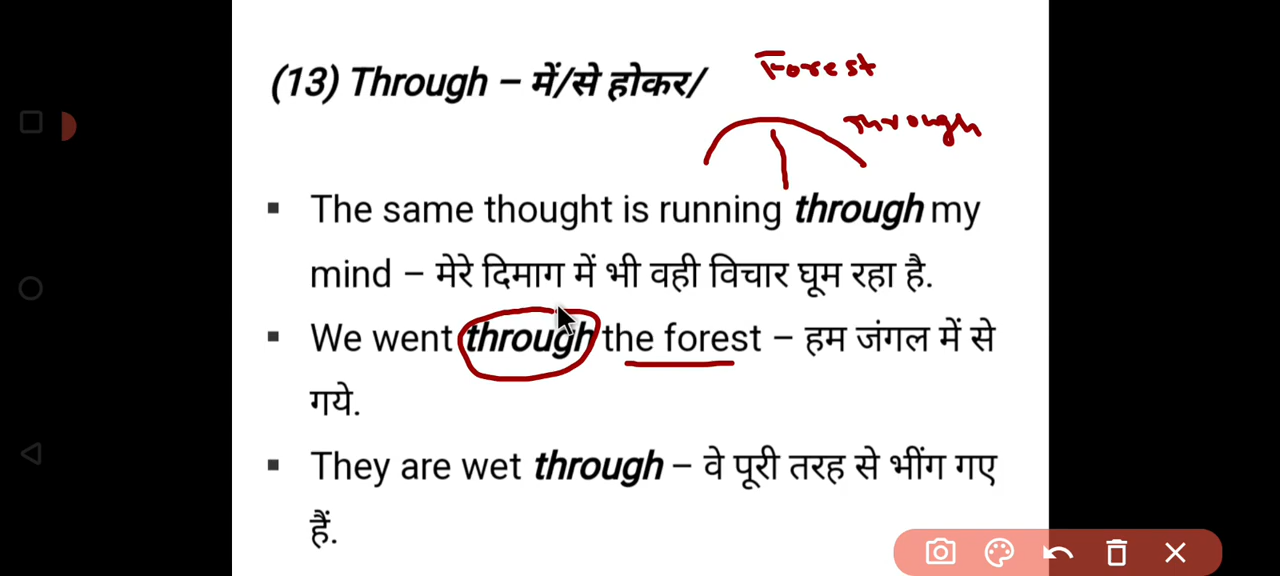 Forest
(13) Through – में/से होकर/
Through
▪ The same thought is running through my
mind – मेरे दिमाग में भी वही विचार घूम रहा है.
▪ We went through the forest – हम जंगल में से
गये.
▪ They are wet through – वे पूरी तरह से भींग गए
हैं.